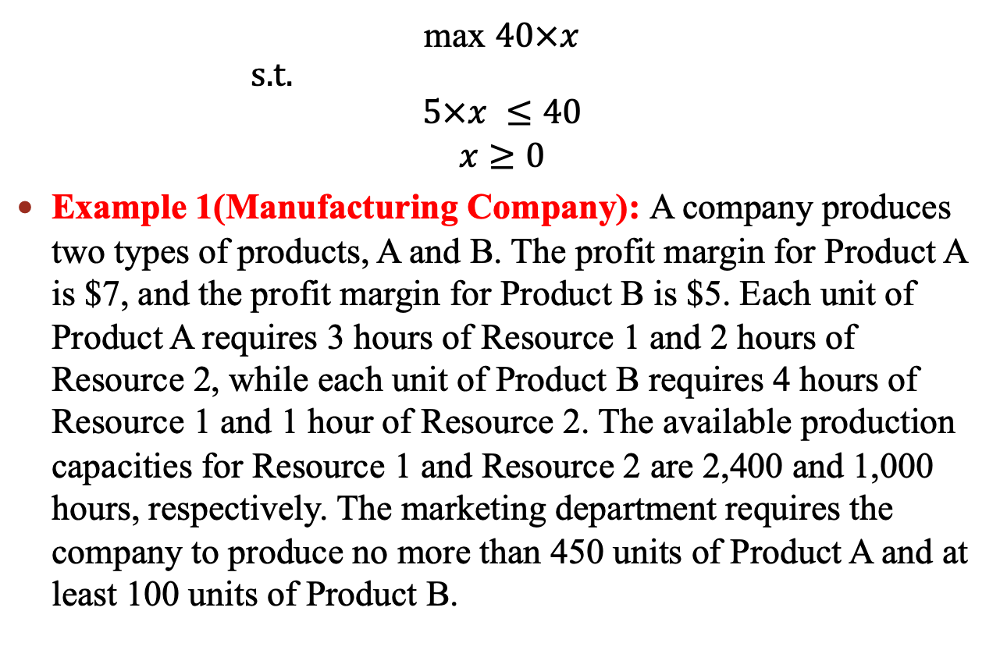 max 40×x
s.t.
5×x ≤ 40
x ≥ 0
• Example 1(Manufacturing Company): A company produces
two types of products, A and B. The profit margin for Product A
is $7, and the profit margin for Product B is $5. Each unit of
Product A requires 3 hours of Resource 1 and 2 hours of
Resource 2, while each unit of Product B requires 4 hours of
Resource 1 and 1 hour of Resource 2. The available production
capacities for Resource 1 and Resource 2 are 2,400 and 1,000
hours, respectively. The marketing department requires the
company to produce no more than 450 units of Product A and at
least 100 units of Product B.